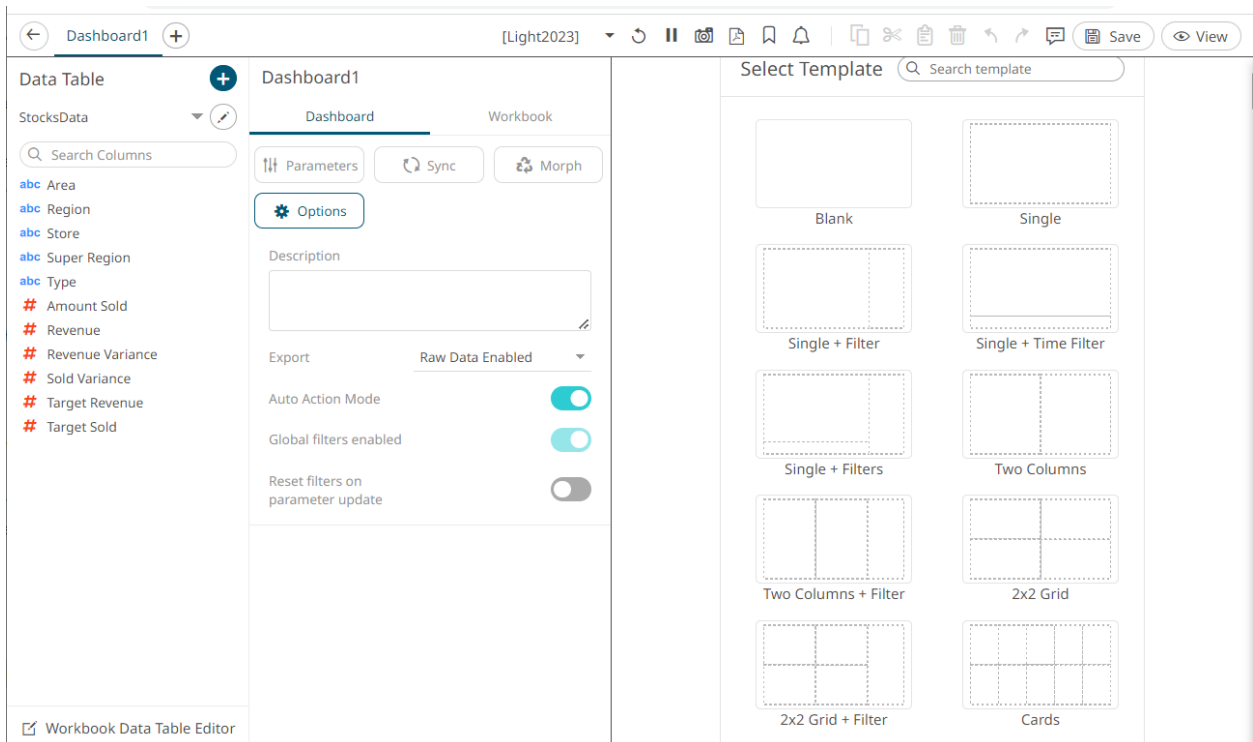 Dashboard1
[Light2023]
Save
View
Data Table
StocksData
Search Columns
abc Area
abc Region
abc Store
abc Super Region
abc Type
# Amount Sold
# Revenue
# Revenue Variance
# Sold Variance
# Target Revenue
# Target Sold
Workbook Data Table Editor
Dashboard1
Dashboard Workbook
Parameters Sync Morph
Options
Description
Export Raw Data Enabled
Auto Action Mode
Global filters enabled
Reset filters on
parameter update
Select Template Search template
Blank Single
Single + Filter Single + Time Filter
Single + Filters Two Columns
Two Columns + Filter 2x2 Grid
2x2 Grid + Filter Cards